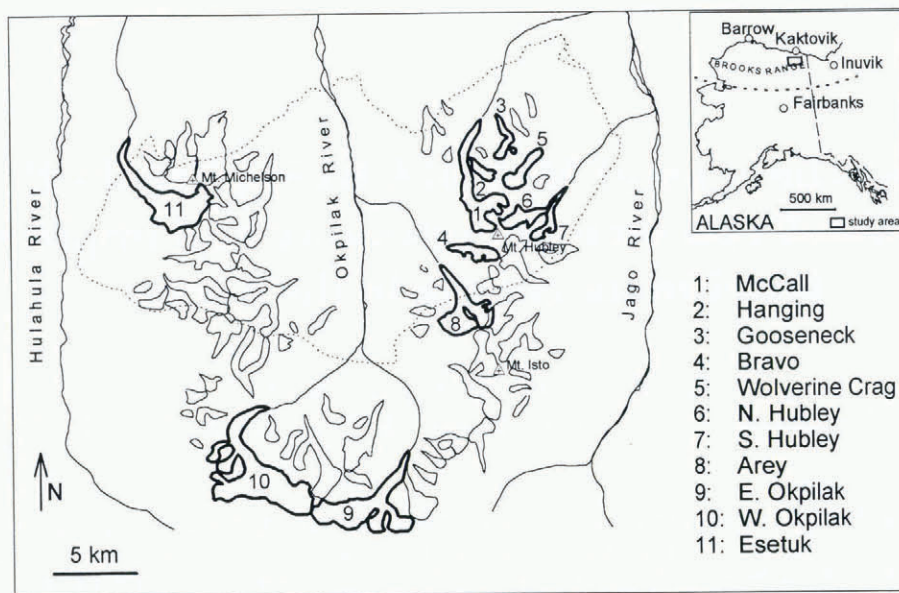 Barrow
Kaktovik
Inuvik
BROOKS RANGE
Fairbanks
500 km
ALASKA
study area
Hulahula River
Okpilak River
Jago River
3
5
Mt. Michelson
2
6
11
1
7
Mt. Hubley
4
8
Mt. Isto
10
9
N
5 km
1: McCall
2: Hanging
3: Gooseneck
4: Bravo
5: Wolverine Crag
6: N. Hubley
7: S. Hubley
8: Arey
9: E. Okpilak
10: W. Okpilak
11: Esetuk